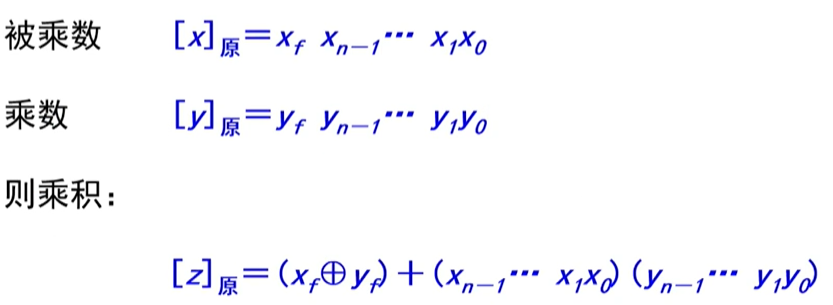 被乘数 [x]原=xf xn-1… x1x0
乘数 [y]原=yf yn-1… y1y0
则乘积：
[z]原=(xf⊕yf)+(xn-1… x1x0)(yn-1… y1y0)